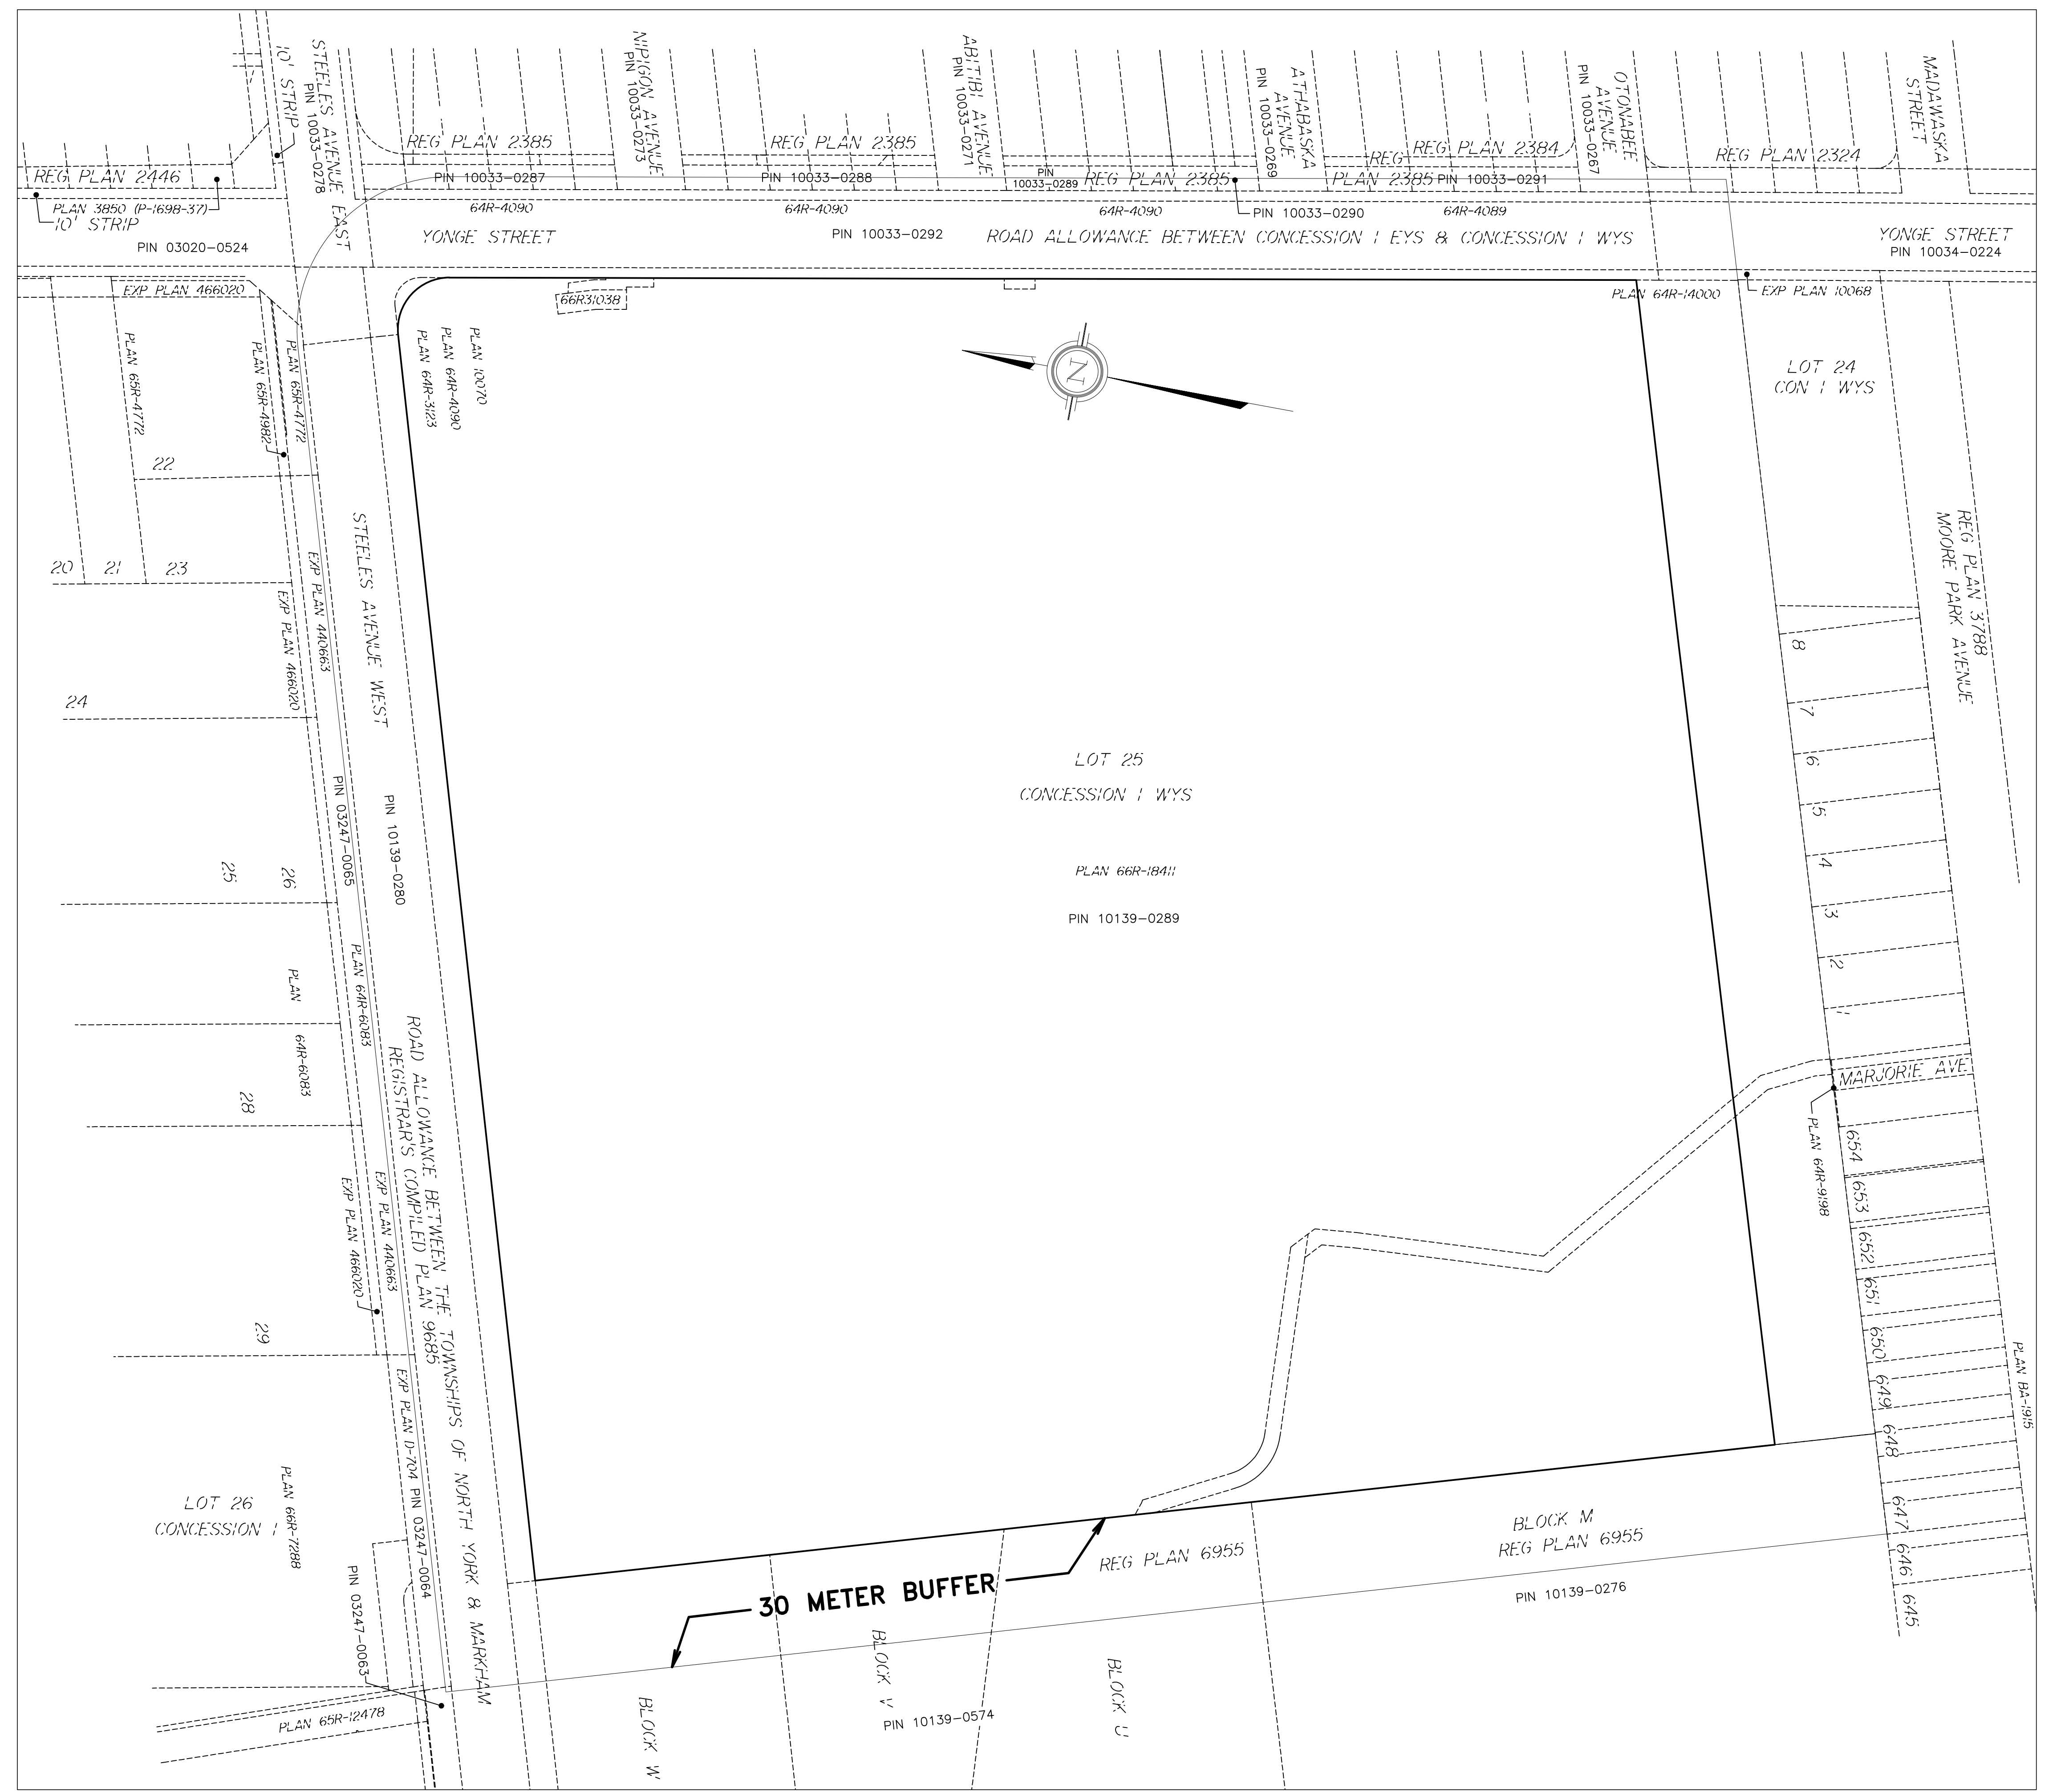 10' STRIP
STEELES AVENUE EAST
PIN 10033-0278
NIPIGON AVENUE
PIN 10033-0273
ABITIBI AVENUE
PIN 10033-0271
ATHABASKA
AVENUE
PIN 10033-0269
OTONABEE
AVENUE
PIN 10033-0267
MADAWASKA
STREET
REG PLAN 2446
REG PLAN 2385
REG PLAN 2385
REG PLAN 2384
REG PLAN 2324
PIN 10033-0287
PIN 10033-0288
PIN
10033-0289
REG PLAN 2385
REG
PLAN 2385
PIN 10033-0291
PLAN 3850 (P-1698-37)
10' STRIP
64R-4090
64R-4090
64R-4090
PIN 10033-0290
64R-4089
PIN 03020-0524
YONGE STREET
PIN 10033-0292
ROAD ALLOWANCE BETWEEN CONCESSION 1 EYS & CONCESSION 1 WYS
YONGE STREET
PIN 10034-0224
EXP PLAN 466020
66R31038
PLAN 64R-14000
EXP PLAN 10068
PLAN 65R-4772
PLAN 65R-4982
PLAN 65R-4772
PLAN 64R-3123
PLAN 64R-4090
PLAN 10070
N
LOT 24
CON 1 WYS
22
STEELES AVENUE WEST
REG PLAN 3788
MOORE PARK AVENUE
20
21
23
EXP PLAN 440663
EXP PLAN 466020
24
8
7
6
5
4
3
2
1
LOT 25
CONCESSION 1 WYS
PLAN 66R-18411
PIN 10139-0289
PIN 03247-0065
PIN 10139-0280
25
26
PLAN
64R-6083
PLAN 64R-6083
ROAD ALLOWANCE BETWEEN THE TOWNSHIPS OF NORTH YORK & MARKHAM
REGISTRAR'S (COMPILED) PLAN 9685
28
MARJORIE AVE
PLAN 64R-9198
654
653
652
651
650
649
648
647
646
645
PLAN BA-1915
EXP PLAN 466020
EXP PLAN 440663
29
EXP PLAN D-704
PIN 03247-0064
LOT 26
CONCESSION 1
PLAN 66R-7288
PIN 03247-0063
PLAN 65R-12478
30 METER BUFFER
REG PLAN 6955
BLOCK M
REG PLAN 6955
PIN 10139-0276
BLOCK W
BLOCK V
BLOCK U
PIN 10139-0574